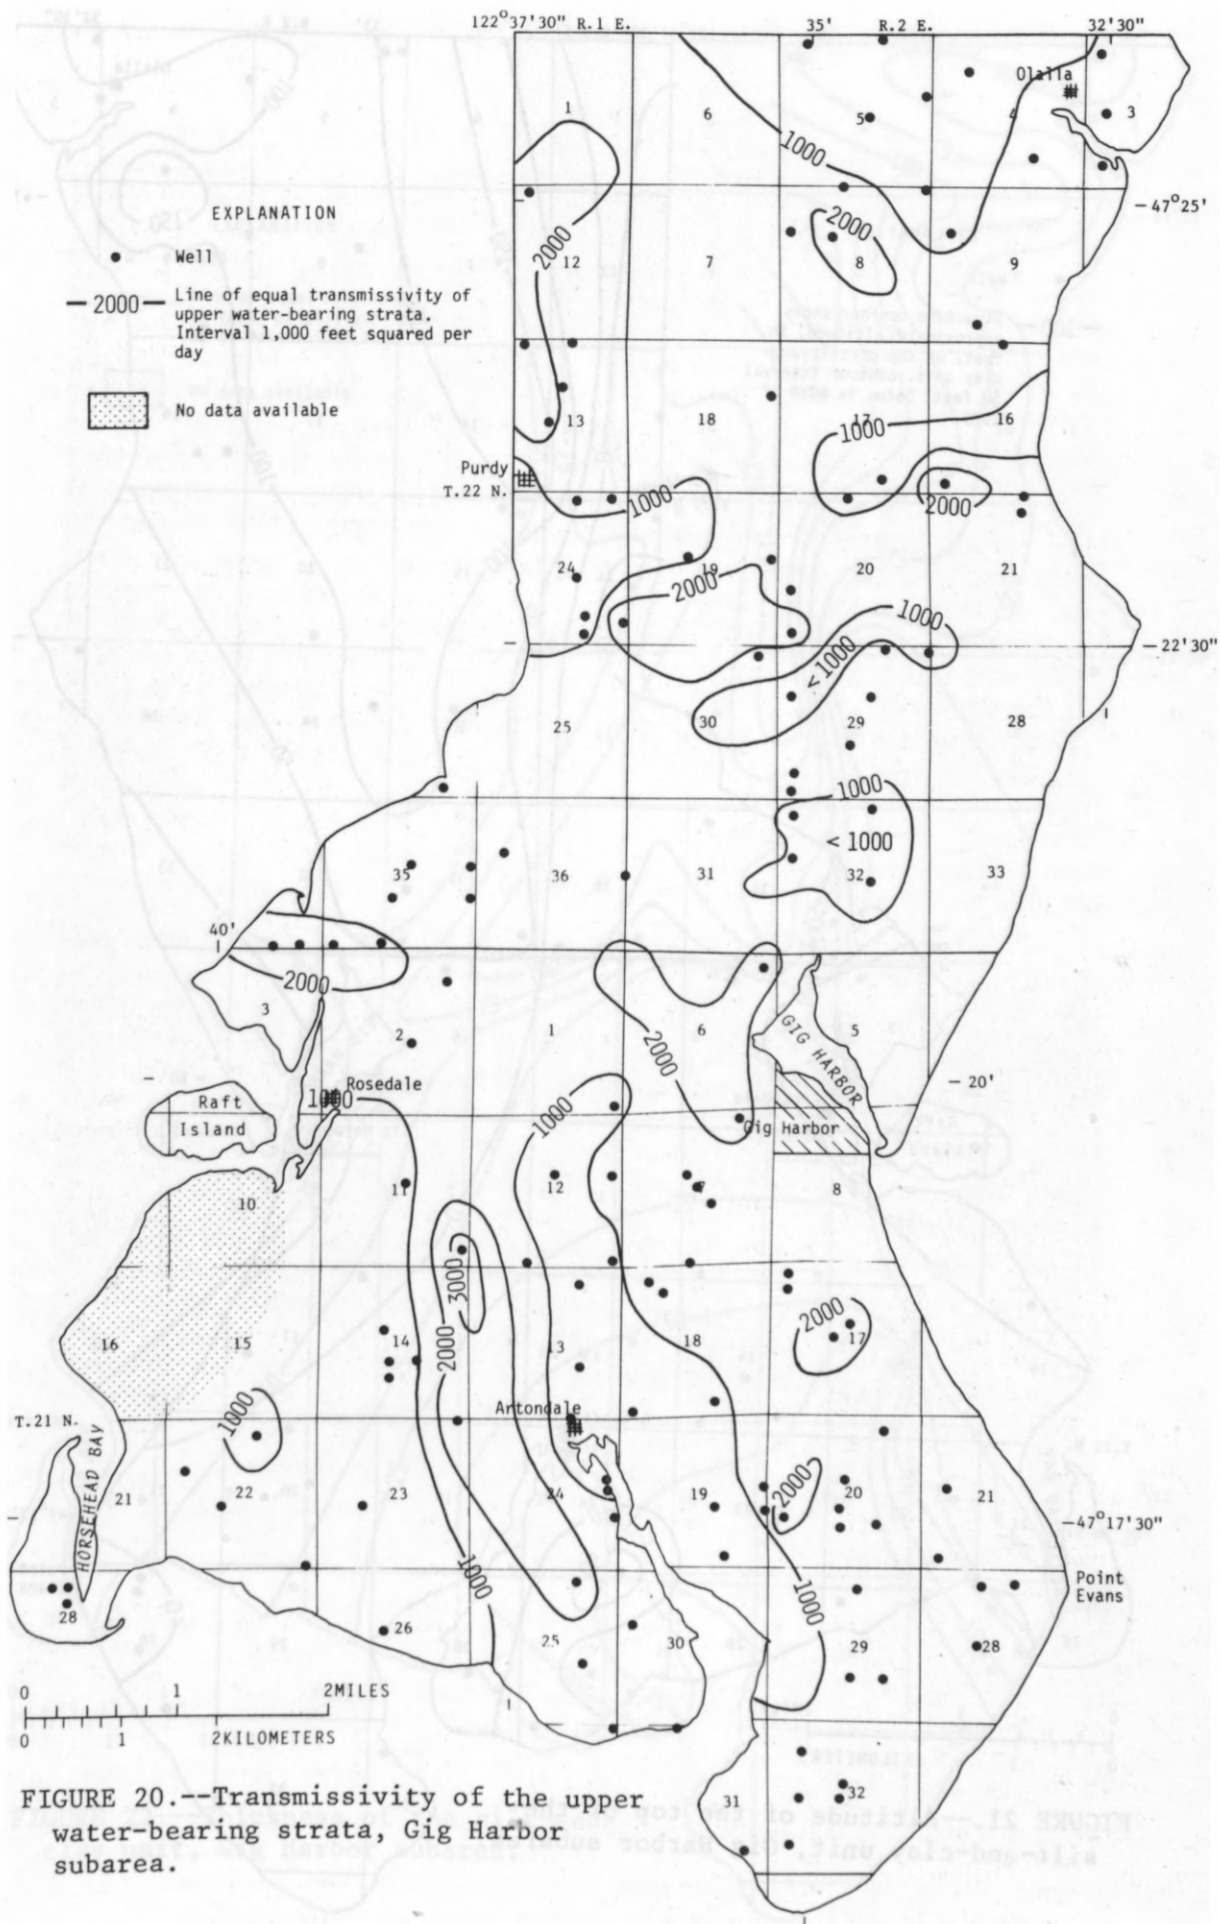 122°37'30" R.1 E. 35' R.2 E. 32'30"
Olalla
1 6 5 4 3
1000
EXPLANATION
Well
2000
Line of equal transmissivity of
upper water-bearing strata.
Interval 1,000 feet squared per
day
No data available
47°25'
2000
2000
12 7 8 9
13 18 17 16
1000
Purdy
T.22 N.
1000
2000
24 19 20 21
2000
1000
22'30"
<1000
25 30 29 28
1000
< 1000
35 36 31 32 33
40'
2000
3 2 1 6 5
2000
GIG HARBOR
20'
Rosedale
1000
Raft
Island
1000
Gig Harbor
10 11 12 7 8
3000
2000
2000
16 15 14 13 18 17
1000
Artondale
T.21 N.
HORSEHEAD BAY
21 22 23 24 19 20 21
2000
47°17'30"
1000
1000
Point
Evans
28 26 25 30 29 28
0 1 2MILES
0 1 2KILOMETERS
31 32
FIGURE 20.--Transmissivity of the upper
water-bearing strata, Gig Harbor
subarea.